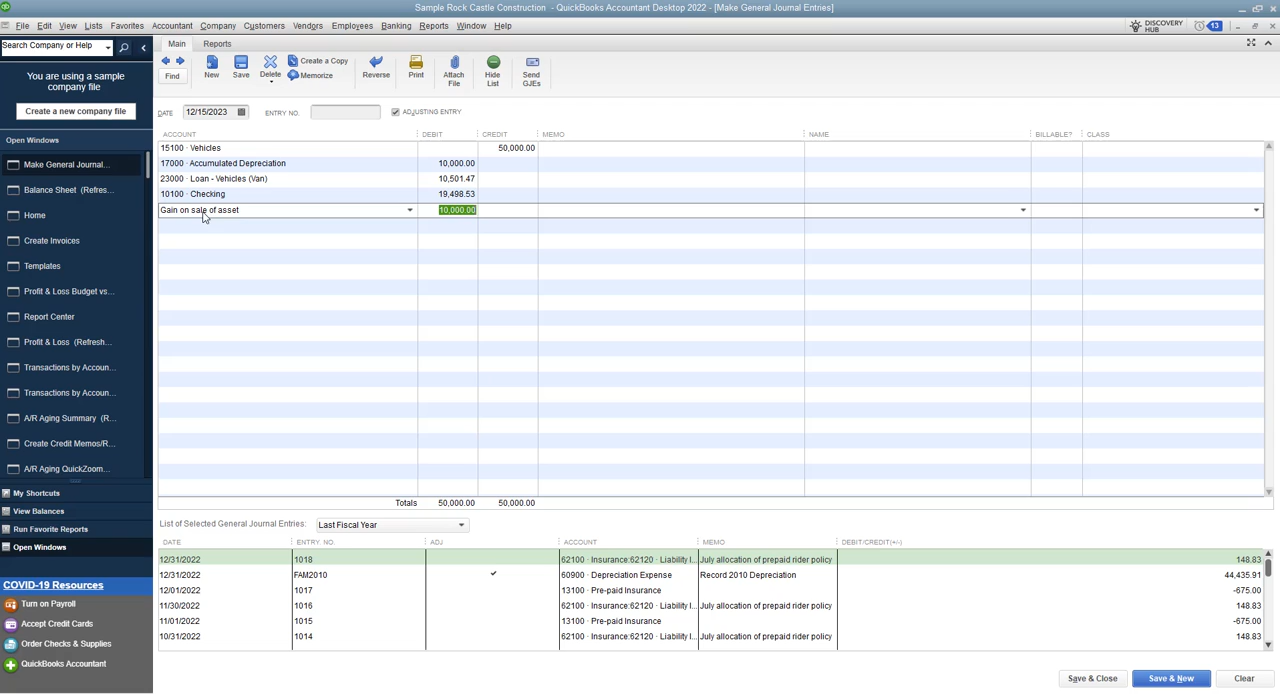 Sample Rock Castle Construction - QuickBooks Accountant Desktop 2022 - [Make General Journal Entries]
File Edit View Lists Favorites Accountant Company Customers Vendors Employees Banking Reports Window Help
DISCOVERY HUB 13
Search Company or Help
You are using a sample
company file
Create a new company file
Open Windows
Make General Journal...
Balance Sheet (Refres...
Home
Create Invoices
Templates
Profit & Loss Budget vs...
Report Center
Profit & Loss (Refresh...
Transactions by Accoun...
Transactions by Accoun...
A/R Aging Summary (R...
Create Credit Memos/R...
A/R Aging QuickZoom...
My Shortcuts
View Balances
Run Favorite Reports
Open Windows
COVID-19 Resources
Turn on Payroll
Accept Credit Cards
Order Checks & Supplies
QuickBooks Accountant
Main Reports
Find New Save Delete Create a Copy Memorize Reverse Print Attach File Hide List Send GJEs
DATE 12/15/2023 ENTRY NO. ADJUSTING ENTRY
ACCOUNT DEBIT CREDIT MEMO NAME BILLABLE? CLASS
15100 · Vehicles 50,000.00
17000 · Accumulated Depreciation 10,000.00
23000 · Loan - Vehicles (Van) 10,501.47
10100 · Checking 19,498.53
Gain on sale of asset 10,000.00
Totals 50,000.00 50,000.00
List of Selected General Journal Entries: Last Fiscal Year
DATE ENTRY. NO. ADJ ACCOUNT MEMO DEBIT/CREDIT(+/-)
12/31/2022 1018 62100 · Insurance:62120 · Liability I... July allocation of prepaid rider policy 148.83
12/31/2022 FAM2010 60900 · Depreciation Expense Record 2010 Depreciation 44,435.91
12/01/2022 1017 13100 · Pre-paid Insurance -675.00
11/30/2022 1016 62100 · Insurance:62120 · Liability I... July allocation of prepaid rider policy 148.83
11/01/2022 1015 13100 · Pre-paid Insurance -675.00
10/31/2022 1014 62100 · Insurance:62120 · Liability I... July allocation of prepaid rider policy 148.83
Save & Close Save & New Clear